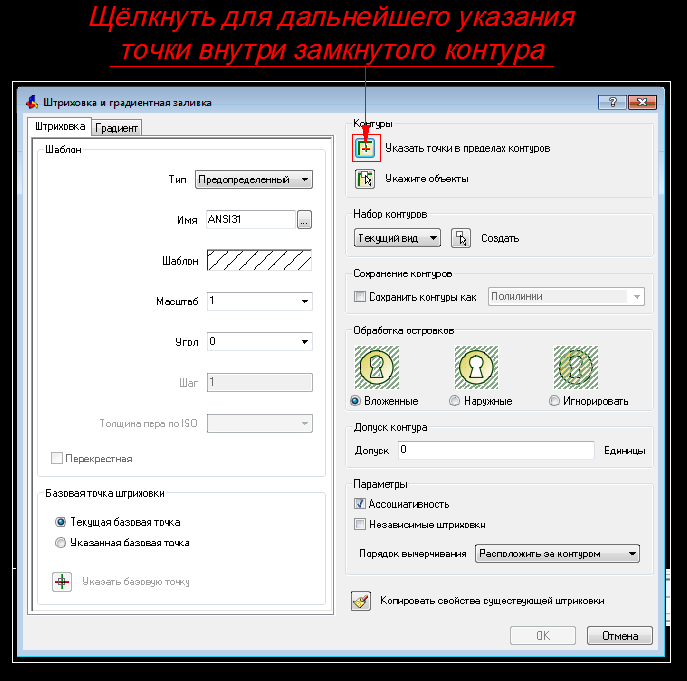 Щёлкнуть для дальнейшего указания
точки внутри замкнутого контура
Штриховка и градиентная заливка
?
Штриховка Градиент
Шаблон
Тип Предопределенный
Имя ANSI31 ...
Шаблон
Масштаб 1
Угол 0
Шаг 1
Толщина пера по ISO
Перекрестная
Базовая точка штриховки
Текущая базовая точка
Указанная базовая точка
Указать базовую точку
Контуры
Указать точки в пределах контуров
Укажите объекты
Набор контуров
Текущий вид Создать
Сохранение контуров
Сохранить контуры как Полилинии
Обработка островков
Вложенные Наружные Игнорировать
Допуск контура
Допуск 0 Единицы
Параметры
Ассоциативность
Независимые штриховки
Порядок вычерчивания Расположить за контуром
Копировать свойства существующей штриховки
OK Отмена